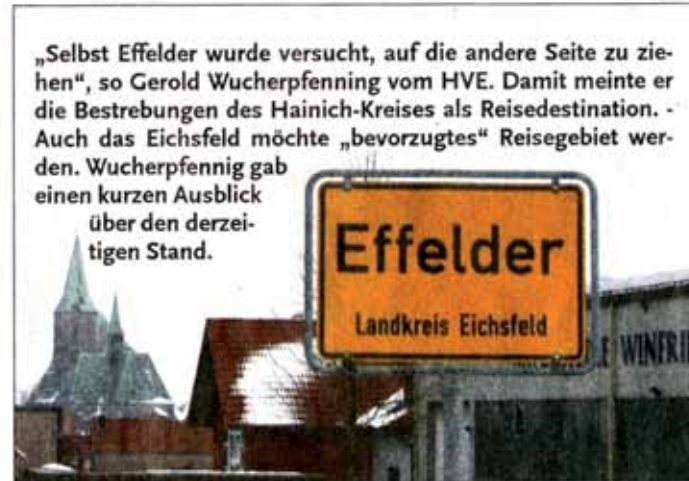 „Selbst Effelder wurde versucht, auf die andere Seite zu zie-
hen“, so Gerold Wucherpfenning vom HVE. Damit meinte er
die Bestrebungen des Hainich-Kreises als Reisedestination. -
Auch das Eichsfeld möchte „bevorzugtes“ Reisegebiet wer-
den. Wucherpfennig gab
einen kurzen Ausblick
über den derzei-
tigen Stand.
Effelder
Landkreis Eichsfeld